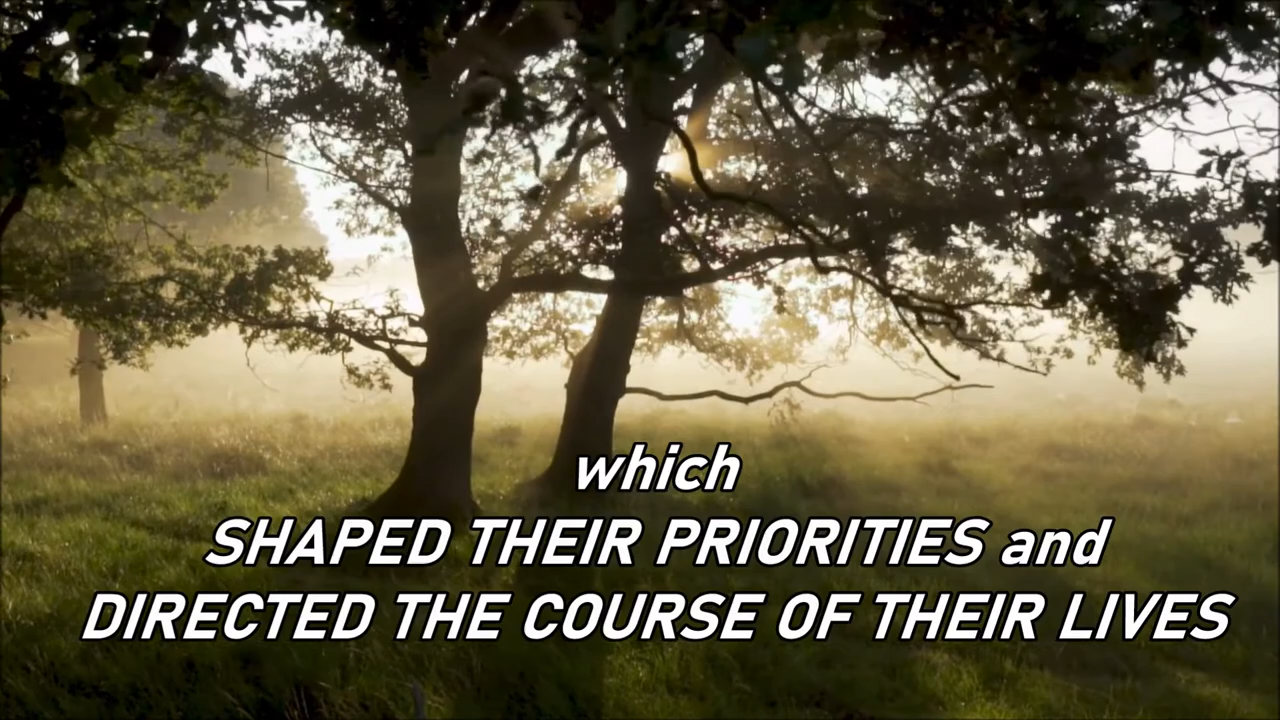 which
SHAPED THEIR PRIORITIES and
DIRECTED THE COURSE OF THEIR LIVES